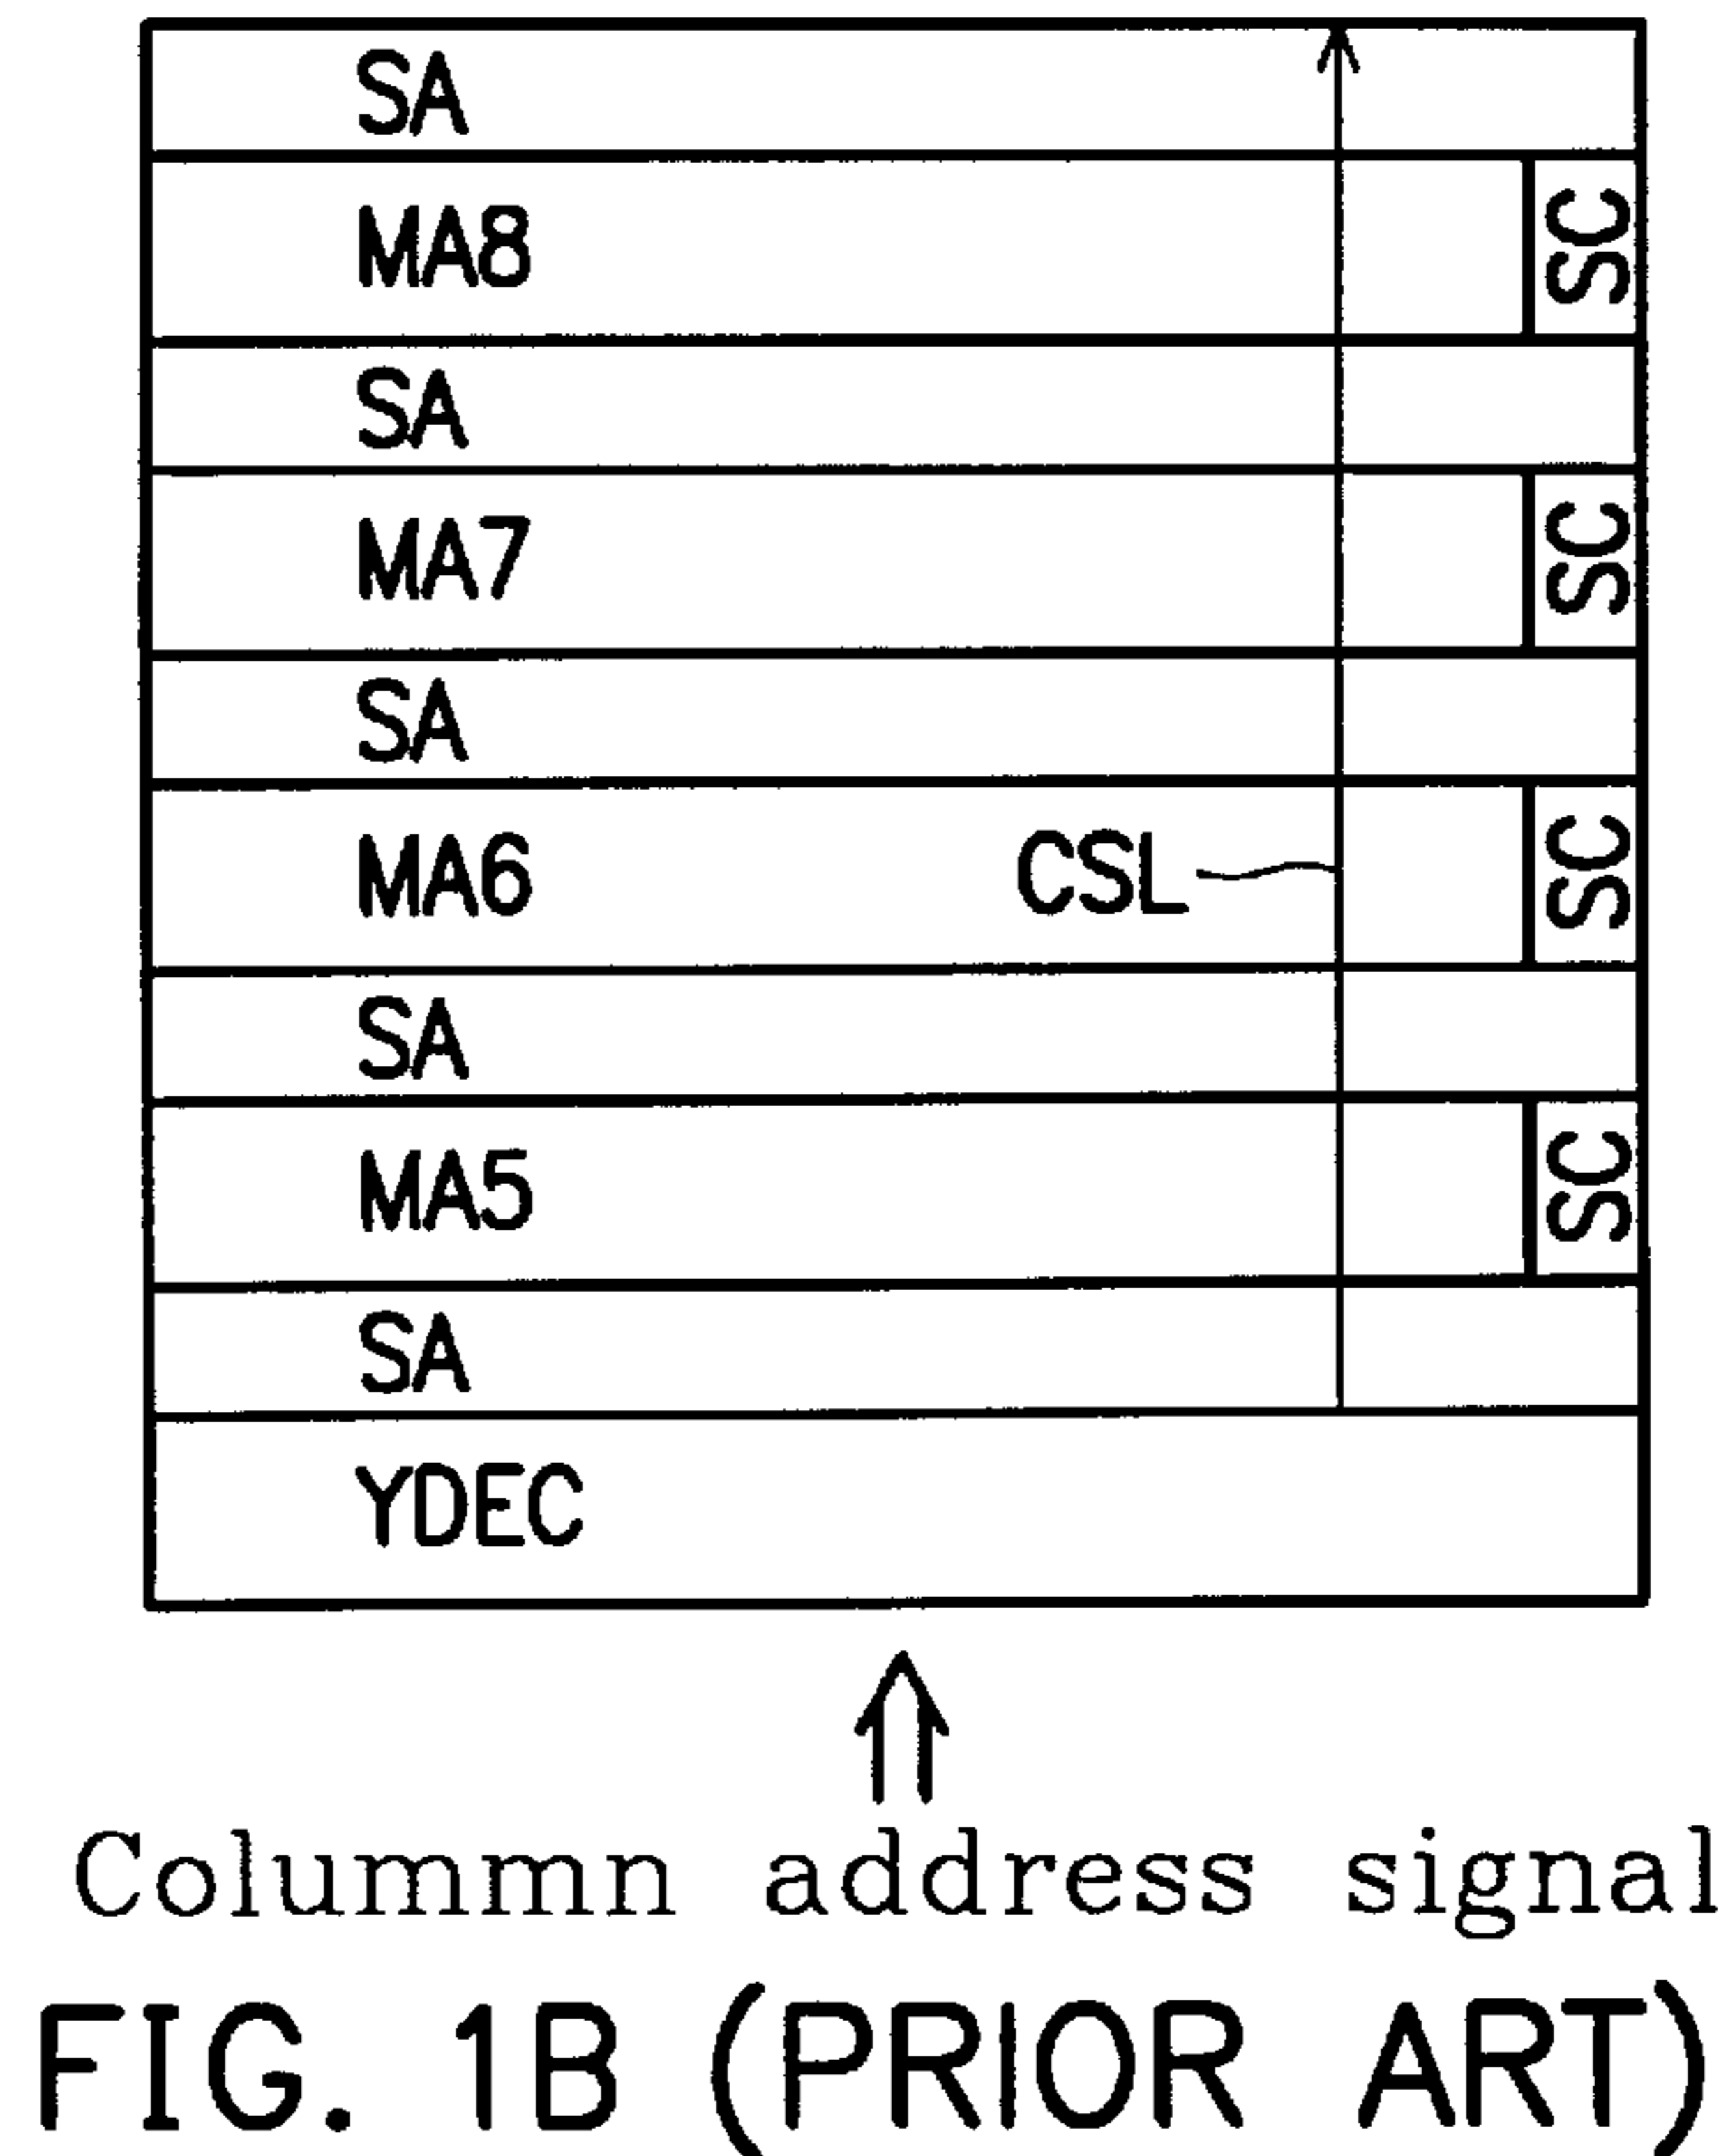 SA
MA8 SC
SA
MA7 SC
SA
MA6 CSL SC
SA
MA5 SC
SA
YDEC
Colummn address signal
FIG. 1B (PRIOR ART)